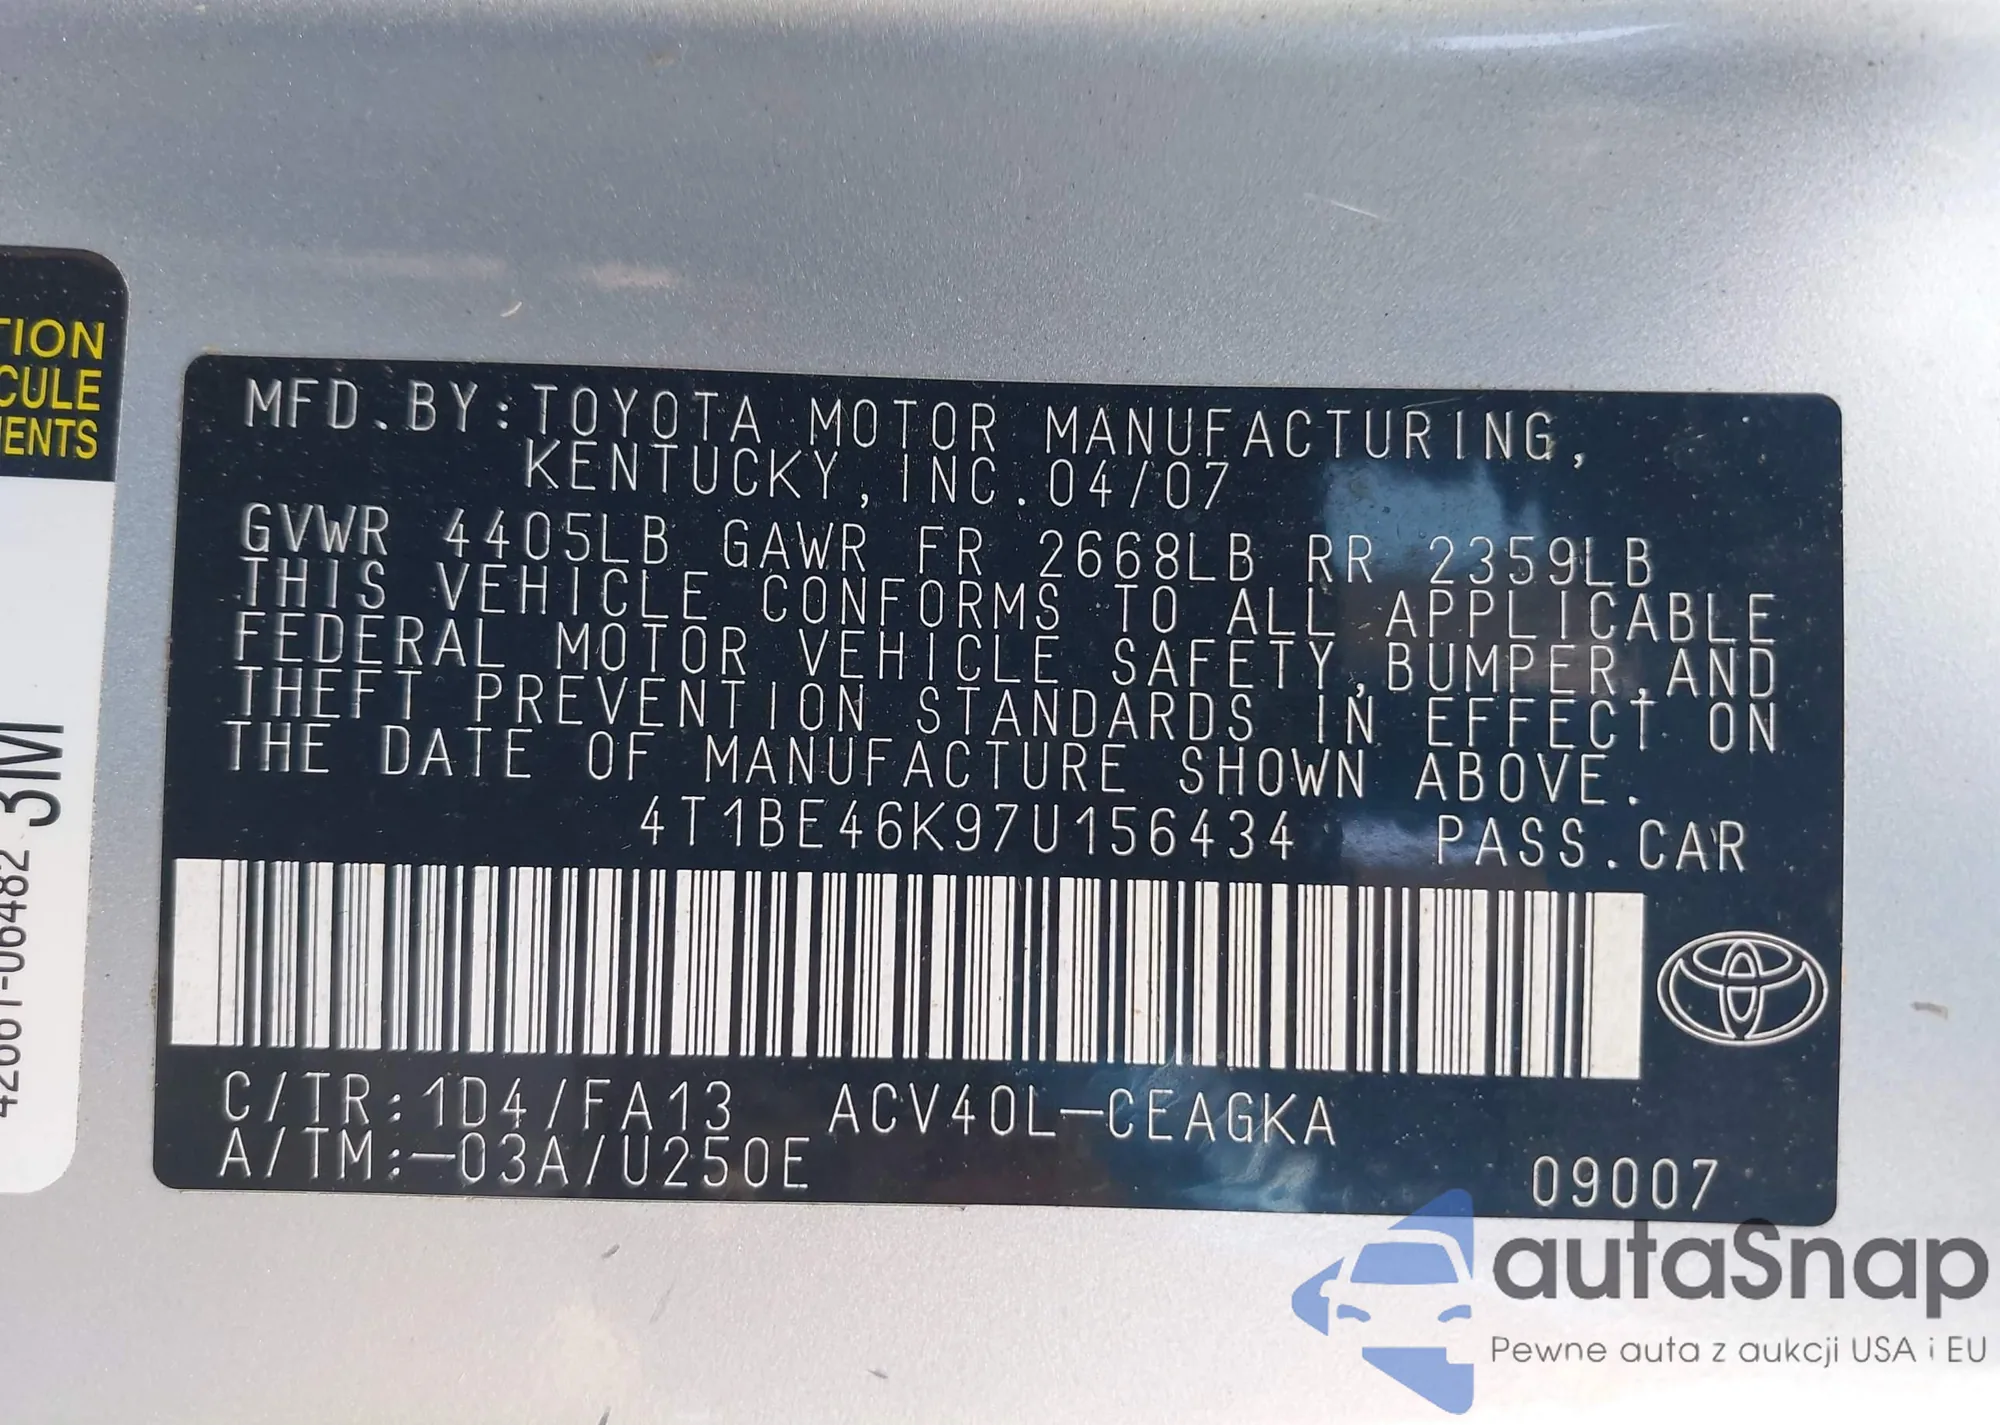 TION
CULE
MENTS
3M
42661-06482
MFD.BY:TOYOTA MOTOR MANUFACTURING,
KENTUCKY,INC.04/07
GVWR 4405LB GAWR FR 2668LB RR 2359LB
THIS VEHICLE CONFORMS TO ALL APPLICABLE
FEDERAL MOTOR VEHICLE SAFETY,BUMPER,AND
THEFT PREVENTION STANDARDS IN EFFECT ON
THE DATE OF MANUFACTURE SHOWN ABOVE.
4T1BE46K97U156434 PASS.CAR
C/TR:1D4/FA13 ACV40L-CEAGKA
A/TM:-03A/U250E
09007
autaSnap
Pewne auta z aukcji USA i EU